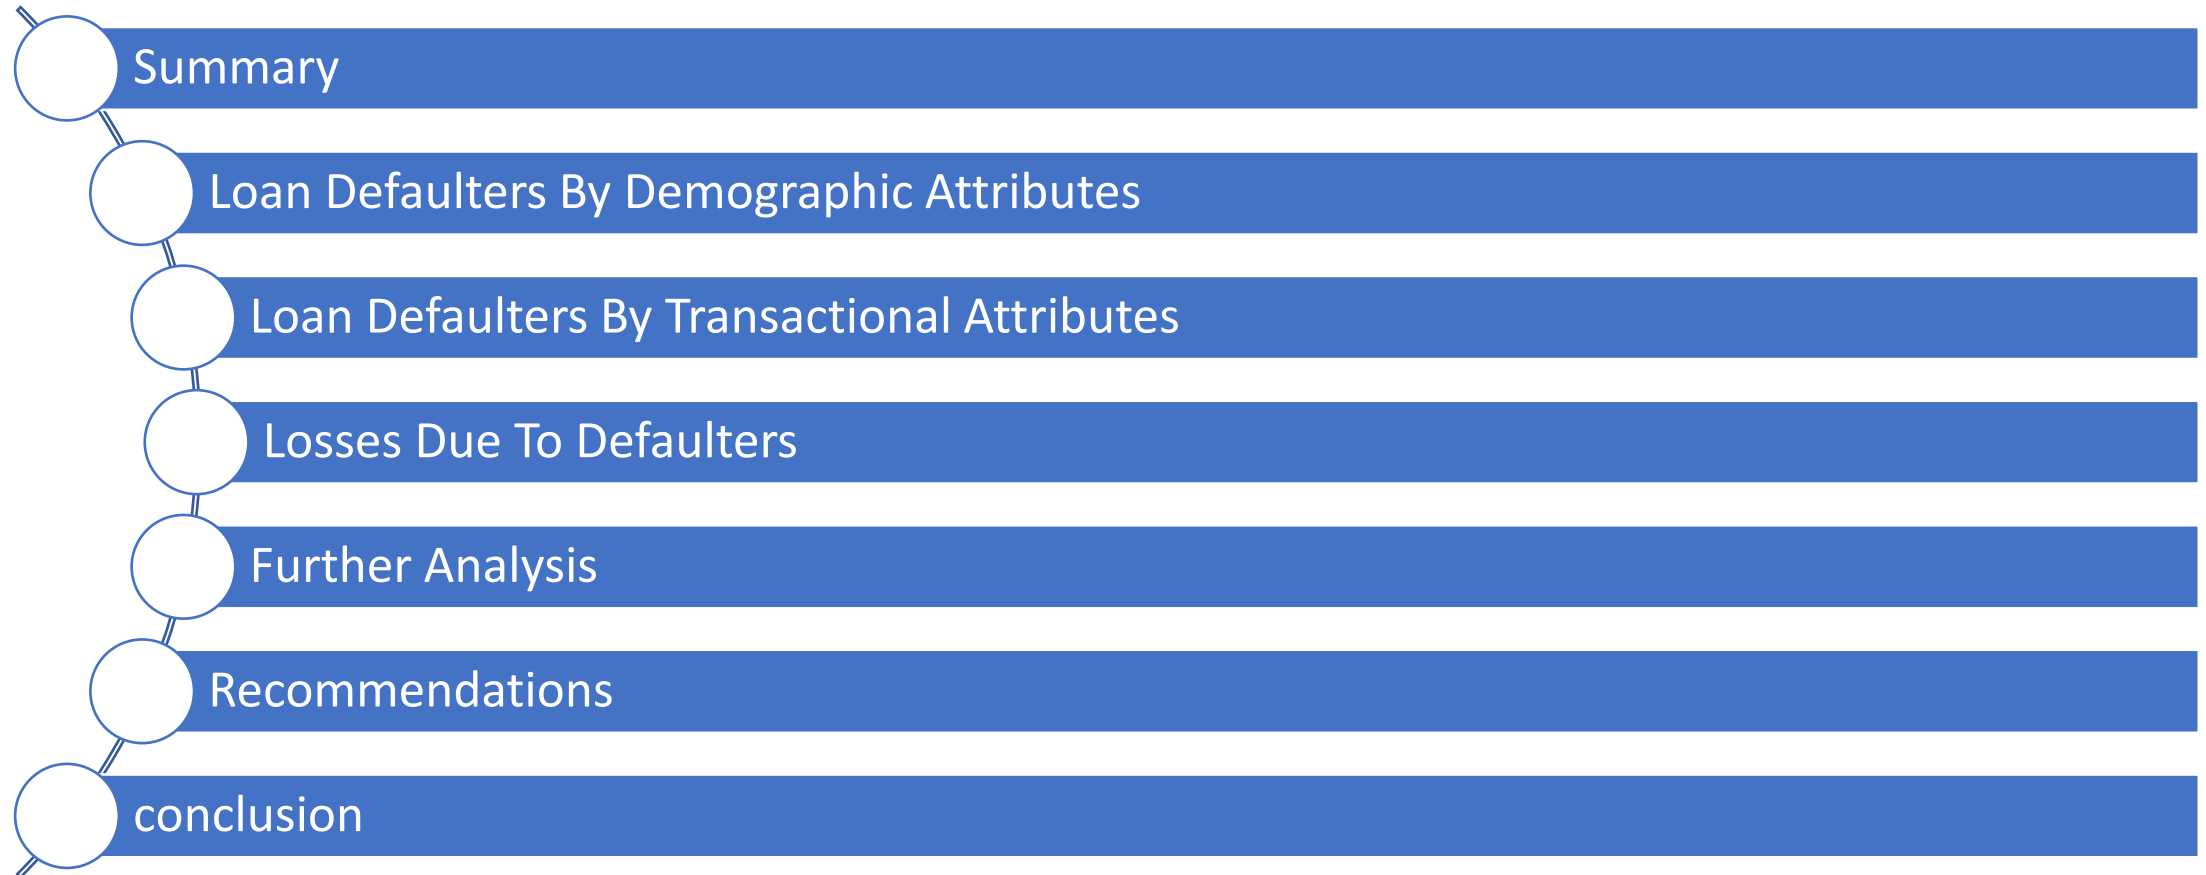 Summary
Loan Defaulters By Demographic Attributes
Loan Defaulters By Transactional Attributes
Losses Due To Defaulters
Further Analysis
Recommendations
conclusion